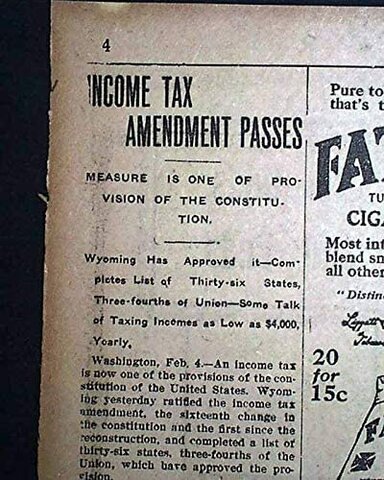 4
INCOME TAX
AMENDMENT PASSES
MEASURE IS ONE OF PRO-
VISION OF THE CONSTITU-
TION.
Wyoming Has Approved it—Com-
pletes List of Thirty-six States,
Three-fourths of Union—Some Talk
of Taxing Incomes as Low as $4,000,
Yearly.
Washington, Feb. 4.—An income tax
is now one of the provisions of the con-
stitution of the United States. Wyom-
ing yesterday ratified the income tax
amendment, the sixteenth change in
the constitution and the first since the
reconstruction, and completed a list of
thirty-six states, three-fourths of the
Union, which have approved the pro-
vision.
Pure to
that's t
FAT
TU
CIGA
Most int
blend sm
all other
"Distin
Liggett
20
for
15c
FA